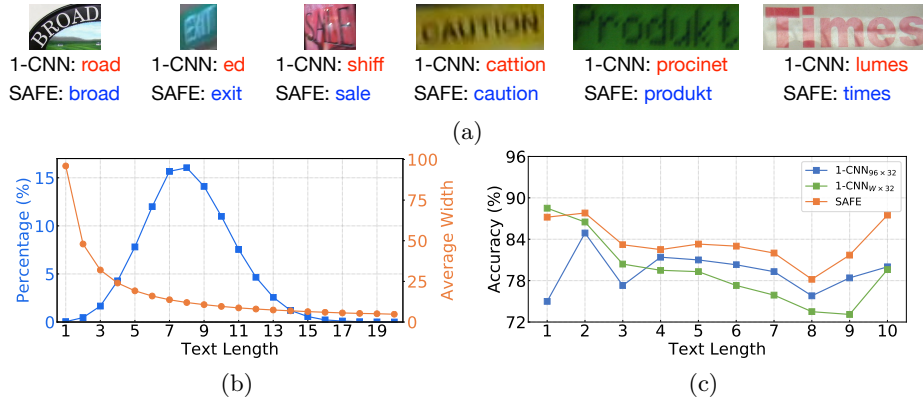 BROAD EXIT SALE CAUTION Produkt Times
1-CNN: road 1-CNN: ed 1-CNN: shiff 1-CNN: cattion 1-CNN: procinet 1-CNN: lumes
SAFE: broad SAFE: exit SAFE: sale SAFE: caution SAFE: produkt SAFE: times
(a)
Percentage (%)
15
10
5
0
1 3 5 7 9 11 13 15 17 19
Text Length
100
75
50
25
0
Average Width
(b)
Accuracy (%)
96
90
84
78
72
1 2 3 4 5 6 7 8 9 10
Text Length
1-CNN96×32
1-CNNW×32
SAFE
(c)